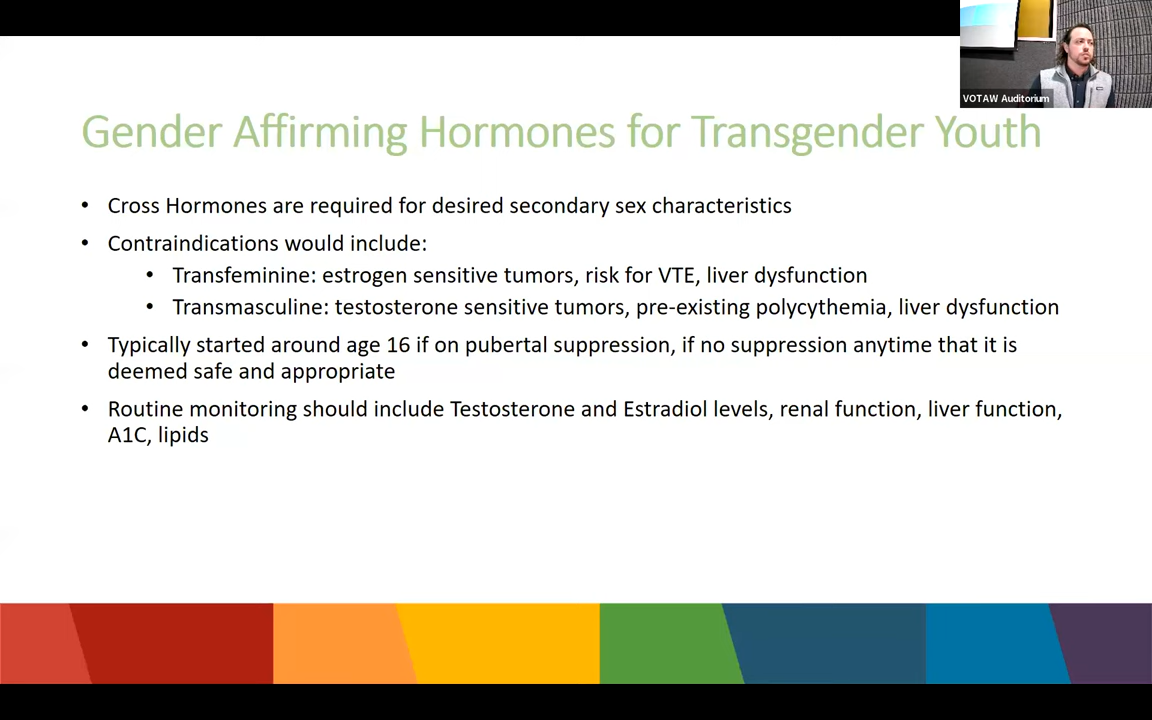 VOTAW Auditorium
Gender Affirming Hormones for Transgender Youth
• Cross Hormones are required for desired secondary sex characteristics
• Contraindications would include:
• Transfeminine: estrogen sensitive tumors, risk for VTE, liver dysfunction
• Transmasculine: testosterone sensitive tumors, pre-existing polycythemia, liver dysfunction
• Typically started around age 16 if on pubertal suppression, if no suppression anytime that it is
deemed safe and appropriate
• Routine monitoring should include Testosterone and Estradiol levels, renal function, liver function,
A1C, lipids